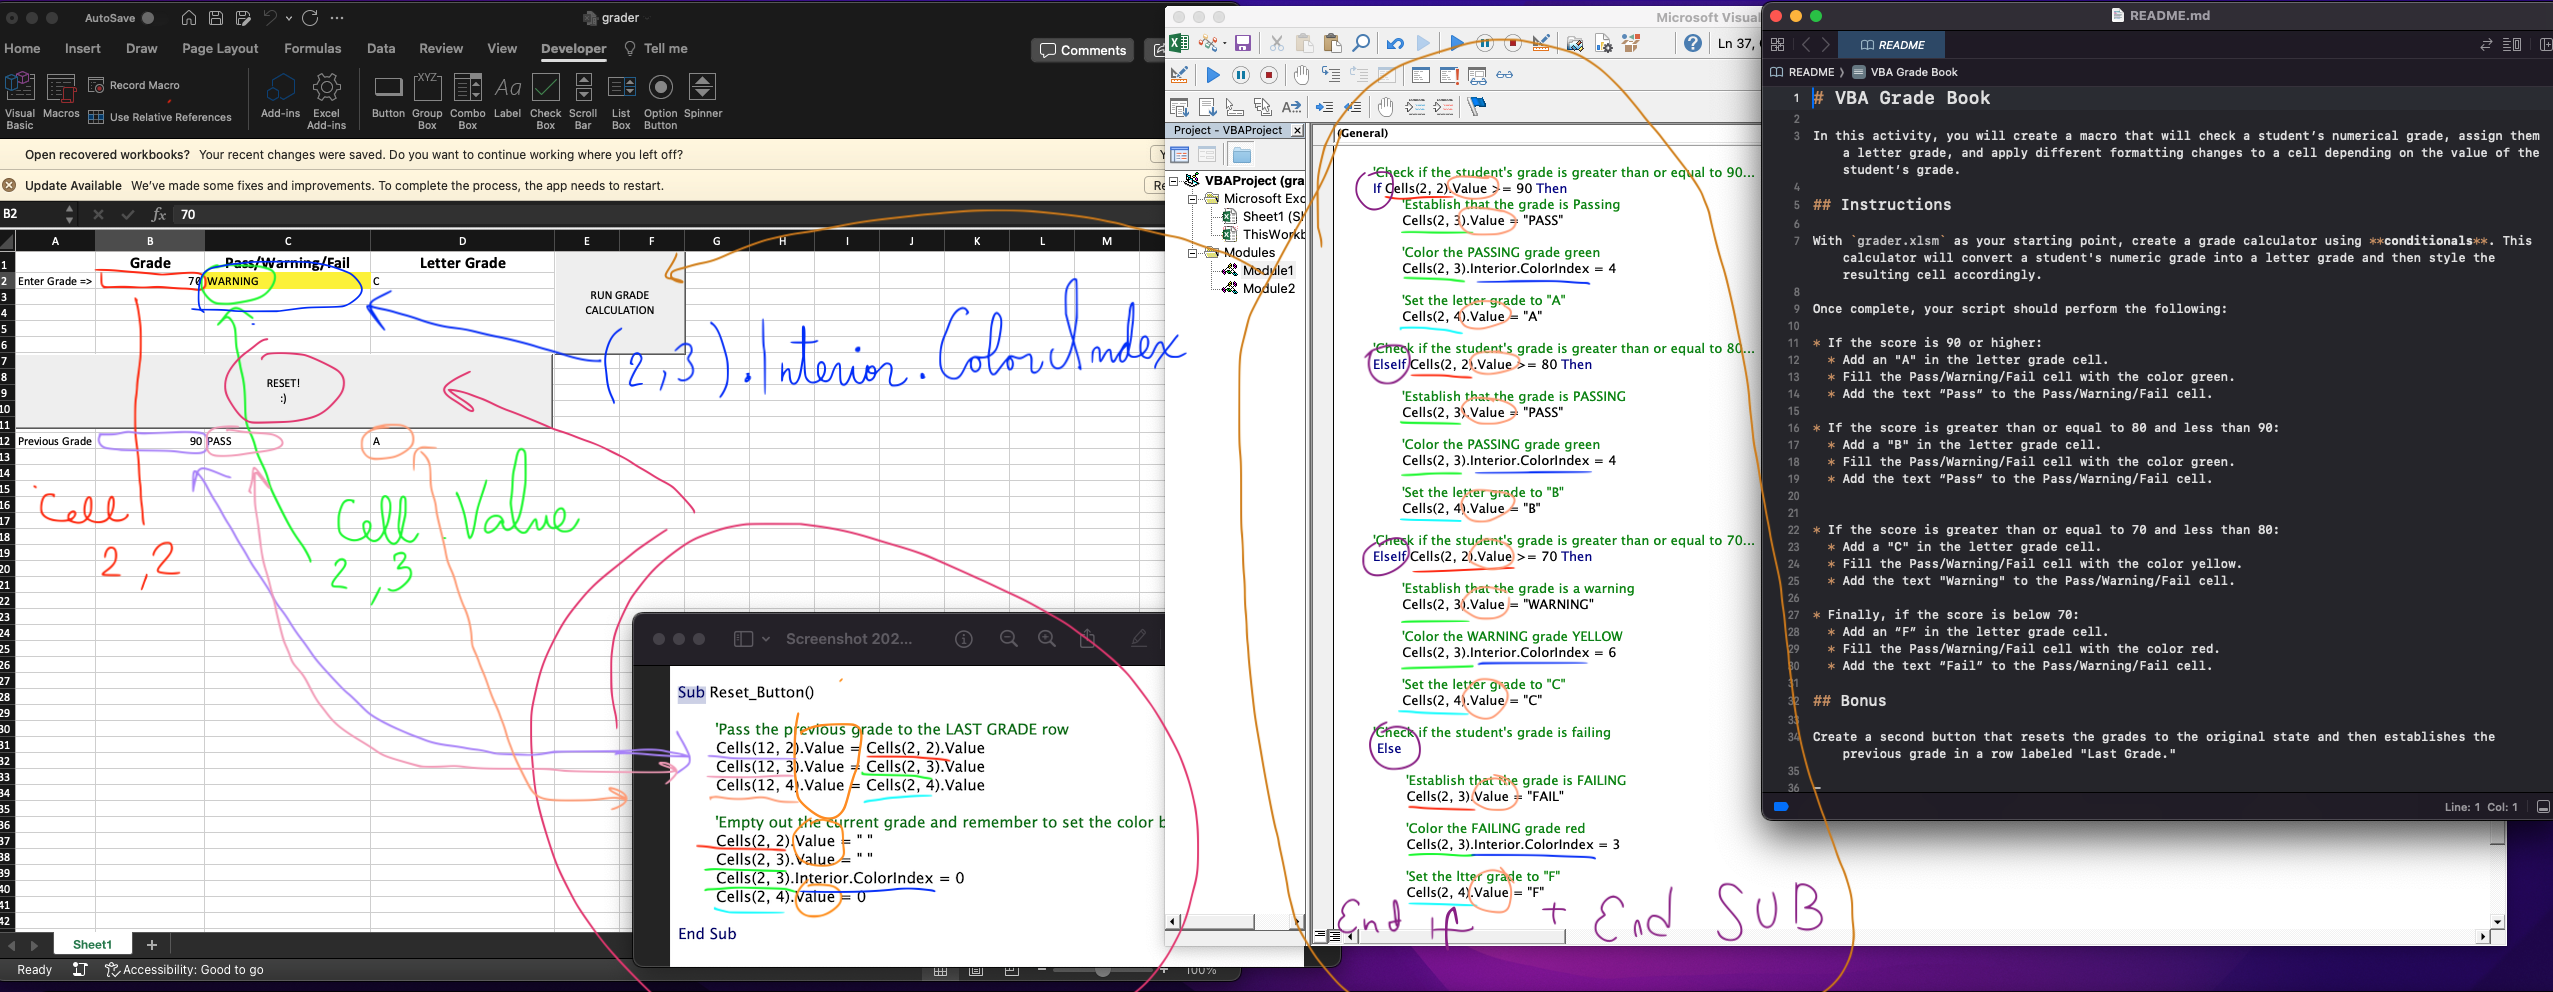 AutoSave
grader
Home Insert Draw Page Layout Formulas Data Review View Developer Tell me
Comments
Visual Basic
Macros
Record Macro
Use Relative References
Add-ins
Excel Add-ins
Button
Group Box
Combo Box
Label
Check Box
Scroll Bar
List Box
Option Button
Spinner
Open recovered workbooks? Your recent changes were saved. Do you want to continue working where you left off?
Update Available We've made some fixes and improvements. To complete the process, the app needs to restart.
B2 fx 70
A B C D E F G H I J K L M
Grade Pass/Warning/Fail Letter Grade
Enter Grade => 70 WARNING C
RUN GRADE
CALCULATION
RESET!
:)
Previous Grade 90 PASS A
(2,3).Interior.ColorIndex
Cell
2,2
Cell Value
2,3
Sheet1
Ready
Accessibility: Good to go
100%
Screenshot 202...
Sub Reset_Button()
'Pass the previous grade to the LAST GRADE row
Cells(12, 2).Value = Cells(2, 2).Value
Cells(12, 3).Value = Cells(2, 3).Value
Cells(12, 4).Value = Cells(2, 4).Value
'Empty out the current grade and remember to set the color b
Cells(2, 2).Value = " "
Cells(2, 3).Value = " "
Cells(2, 3).Interior.ColorIndex = 0
Cells(2, 4).Value = 0
End Sub
Microsoft Visual
Ln 37,
Project - VBAProject
VBAProject (gra
Microsoft Exc
Sheet1 (Sh
ThisWorkb
Modules
Module1
Module2
(General)
'Check if the student's grade is greater than or equal to 90...
If Cells(2, 2).Value >= 90 Then
'Establish that the grade is Passing
Cells(2, 3).Value = "PASS"
'Color the PASSING grade green
Cells(2, 3).Interior.ColorIndex = 4
'Set the letter grade to "A"
Cells(2, 4).Value = "A"
'Check if the student's grade is greater than or equal to 80...
ElseIf Cells(2, 2).Value >= 80 Then
'Establish that the grade is PASSING
Cells(2, 3).Value = "PASS"
'Color the PASSING grade green
Cells(2, 3).Interior.ColorIndex = 4
'Set the letter grade to "B"
Cells(2, 4).Value = "B"
'Check if the student's grade is greater than or equal to 70...
ElseIf Cells(2, 2).Value >= 70 Then
'Establish that the grade is a warning
Cells(2, 3).Value = "WARNING"
'Color the WARNING grade YELLOW
Cells(2, 3).Interior.ColorIndex = 6
'Set the letter grade to "C"
Cells(2, 4).Value = "C"
'Check if the student's grade is failing
Else
'Establish that the grade is FAILING
Cells(2, 3).Value = "FAIL"
'Color the FAILING grade red
Cells(2, 3).Interior.ColorIndex = 3
'Set the ltter grade to "F"
Cells(2, 4).Value = "F"
End If + End SUB
README.md
README
README > VBA Grade Book
# VBA Grade Book
In this activity, you will create a macro that will check a student's numerical grade, assign them
a letter grade, and apply different formatting changes to a cell depending on the value of the
student's grade.
## Instructions
With `grader.xlsm` as your starting point, create a grade calculator using **conditionals**. This
calculator will convert a student's numeric grade into a letter grade and then style the
resulting cell accordingly.
Once complete, your script should perform the following:
* If the score is 90 or higher:
* Add an "A" in the letter grade cell.
* Fill the Pass/Warning/Fail cell with the color green.
* Add the text “Pass” to the Pass/Warning/Fail cell.
* If the score is greater than or equal to 80 and less than 90:
* Add a "B" in the letter grade cell.
* Fill the Pass/Warning/Fail cell with the color green.
* Add the text “Pass” to the Pass/Warning/Fail cell.
* If the score is greater than or equal to 70 and less than 80:
* Add a "C" in the letter grade cell.
* Fill the Pass/Warning/Fail cell with the color yellow.
* Add the text "Warning" to the Pass/Warning/Fail cell.
* Finally, if the score is below 70:
* Add an “F” in the letter grade cell.
* Fill the Pass/Warning/Fail cell with the color red.
* Add the text “Fail” to the Pass/Warning/Fail cell.
## Bonus
Create a second button that resets the grades to the original state and then establishes the
previous grade in a row labeled "Last Grade."
Line: 1 Col: 1